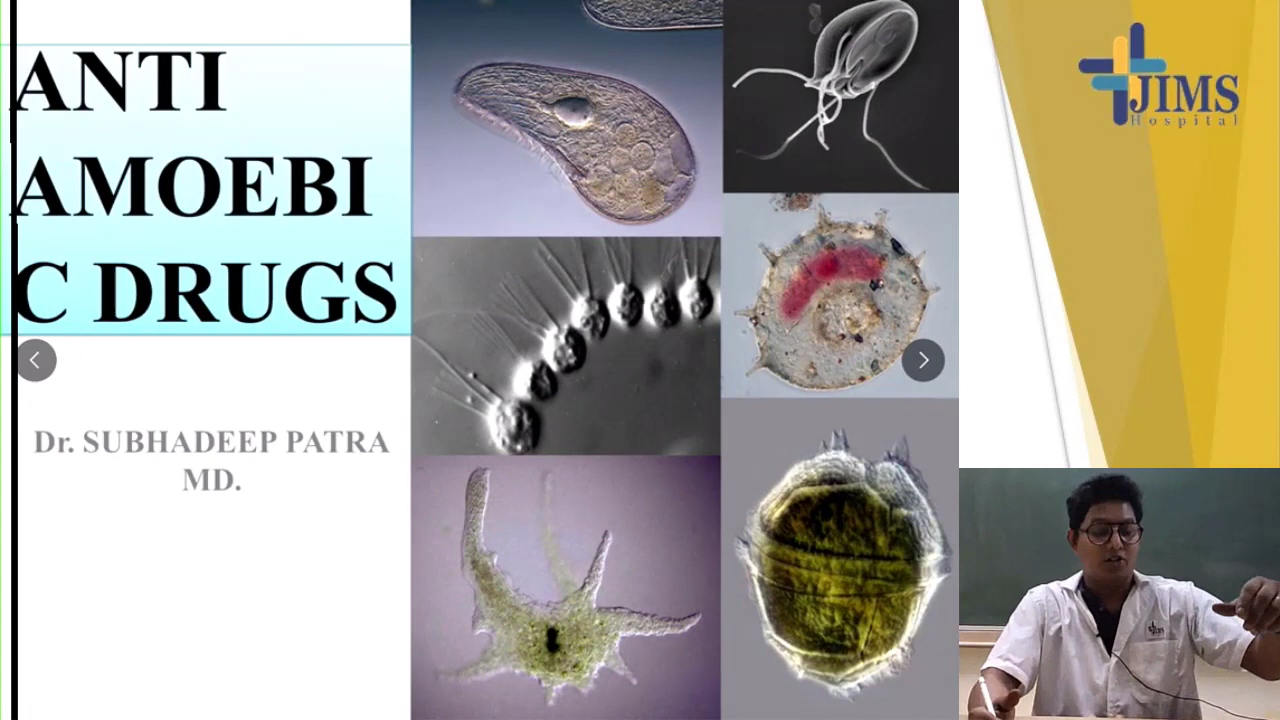 ANTI
AMOEBI
C DRUGS
Dr. SUBHADEEP PATRA
MD.
JIMS
Hospital